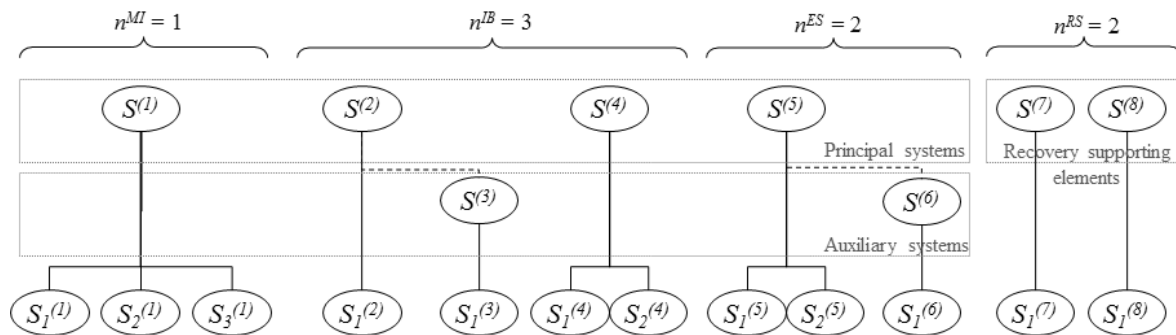 n^{MI} = 1 n^{IB} = 3 n^{ES} = 2 n^{RS} = 2
S^{(1)} S^{(2)} S^{(4)} S^{(5)} S^{(7)} S^{(8)}
Principal systems Recovery supporting
elements
S^{(3)} S^{(6)}
Auxiliary systems
S_1^{(1)} S_2^{(1)} S_3^{(1)} S_1^{(2)} S_1^{(3)} S_1^{(4)} S_2^{(4)} S_1^{(5)} S_2^{(5)} S_1^{(6)} S_1^{(7)} S_1^{(8)}